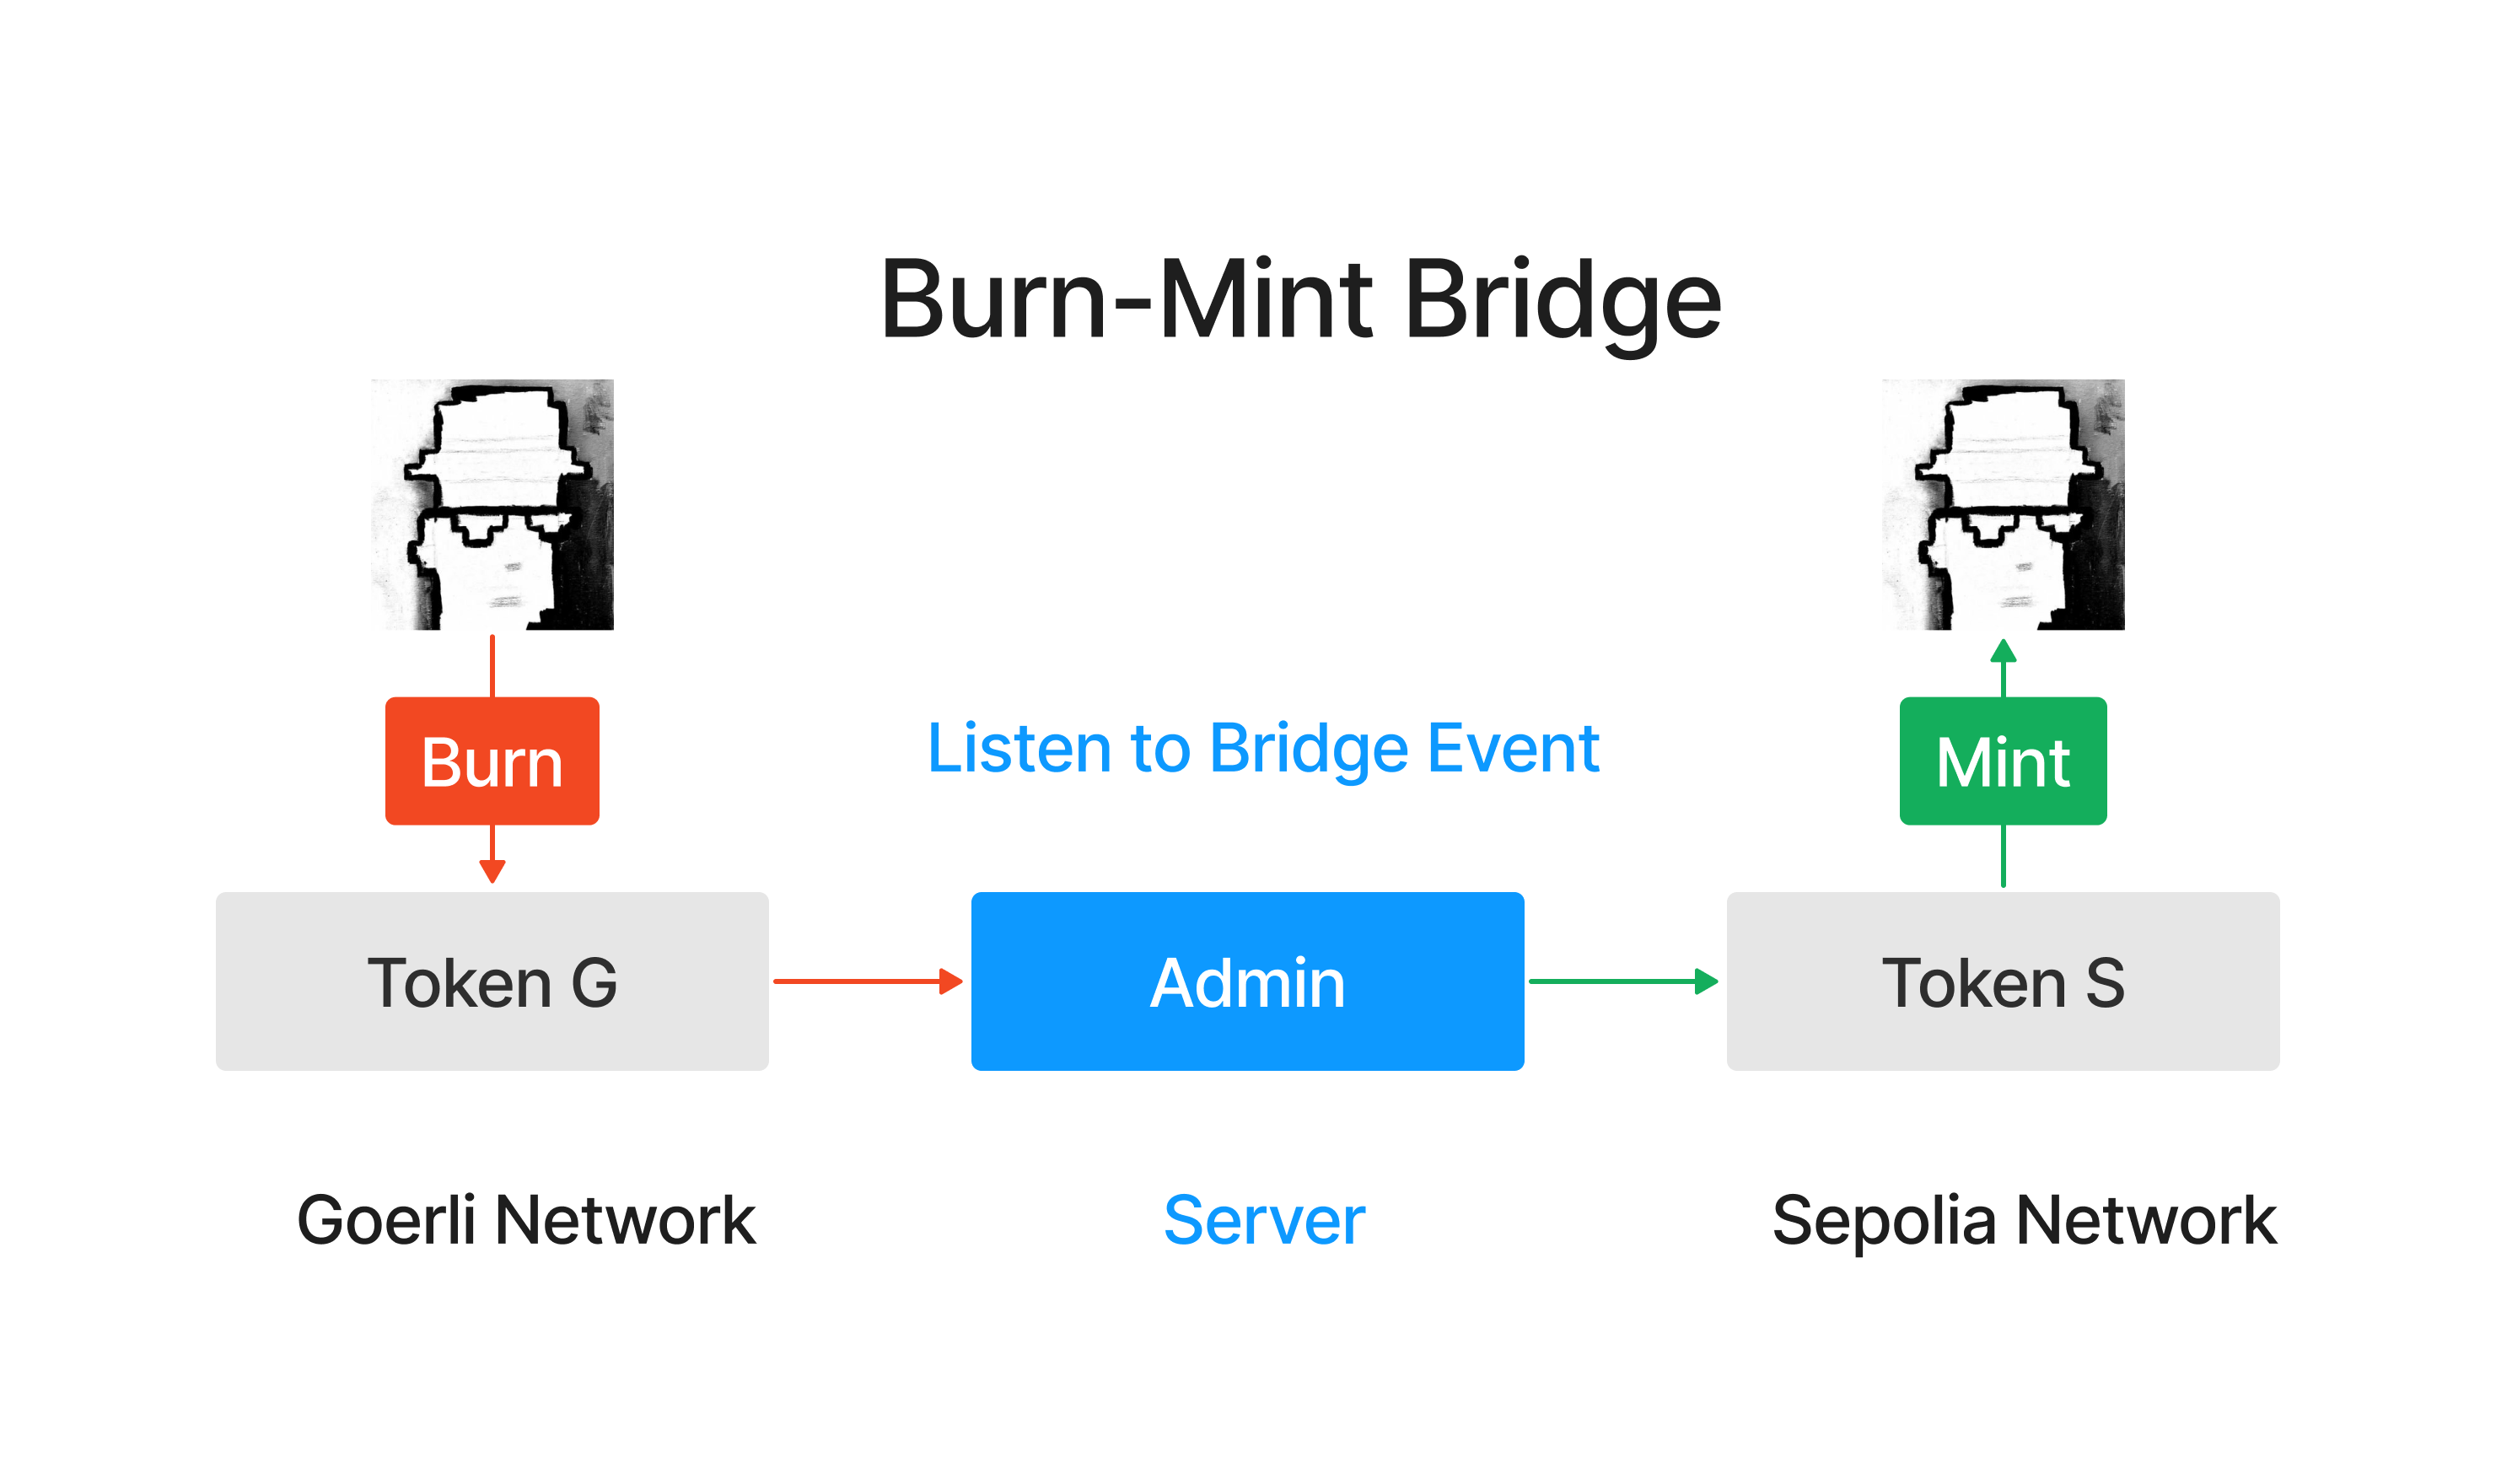 Burn-Mint Bridge
Burn
Listen to Bridge Event
Mint
Token G
Admin
Token S
Goerli Network
Server
Sepolia Network